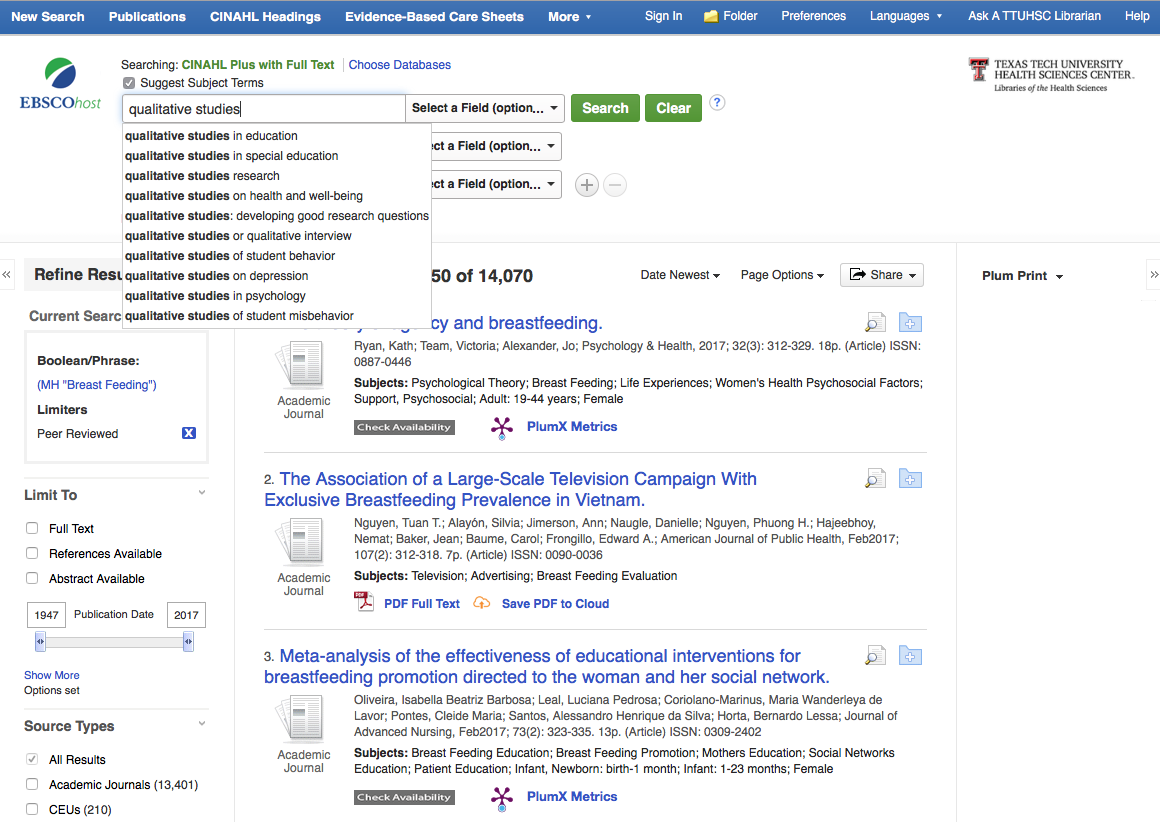 New Search Publications CINAHL Headings Evidence-Based Care Sheets More Sign In Folder Preferences Languages Ask A TTUHSC Librarian Help
EBSCOhost
Searching: CINAHL Plus with Full Text Choose Databases
Suggest Subject Terms
qualitative studies Select a Field (option... Search Clear ?
TEXAS TECH UNIVERSITY
HEALTH SCIENCES CENTER.
Libraries of the Health Sciences
qualitative studies in education
qualitative studies in special education
qualitative studies research
qualitative studies on health and well-being
qualitative studies: developing good research questions
qualitative studies or qualitative interview
qualitative studies of student behavior
qualitative studies on depression
qualitative studies in psychology
qualitative studies of student misbehavior
ct a Field (option...
ct a Field (option...
« Refine Resu
Current Searc
Boolean/Phrase:
(MH "Breast Feeding")
Limiters
Peer Reviewed X
Limit To
Full Text
References Available
Abstract Available
1947 Publication Date 2017
Show More
Options set
Source Types
All Results
Academic Journals (13,401)
CEUs (210)
50 of 14,070 Date Newest Page Options Share
cy and breastfeeding.
Academic
Journal
Ryan, Kath; Team, Victoria; Alexander, Jo; Psychology & Health, 2017; 32(3): 312-329. 18p. (Article) ISSN:
0887-0446
Subjects: Psychological Theory; Breast Feeding; Life Experiences; Women's Health Psychosocial Factors;
Support, Psychosocial; Adult: 19-44 years; Female
Check Availability PlumX Metrics
2. The Association of a Large-Scale Television Campaign With
Exclusive Breastfeeding Prevalence in Vietnam.
Academic
Journal
Nguyen, Tuan T.; Alayón, Silvia; Jimerson, Ann; Naugle, Danielle; Nguyen, Phuong H.; Hajeebhoy,
Nemat; Baker, Jean; Baume, Carol; Frongillo, Edward A.; American Journal of Public Health, Feb2017;
107(2): 312-318. 7p. (Article) ISSN: 0090-0036
Subjects: Television; Advertising; Breast Feeding Evaluation
PDF Full Text Save PDF to Cloud
3. Meta-analysis of the effectiveness of educational interventions for
breastfeeding promotion directed to the woman and her social network.
Academic
Journal
Oliveira, Isabella Beatriz Barbosa; Leal, Luciana Pedrosa; Coriolano-Marinus, Maria Wanderleya de
Lavor; Pontes, Cleide Maria; Santos, Alessandro Henrique da Silva; Horta, Bernardo Lessa; Journal of
Advanced Nursing, Feb2017; 73(2): 323-335. 13p. (Article) ISSN: 0309-2402
Subjects: Breast Feeding Education; Breast Feeding Promotion; Mothers Education; Social Networks
Education; Patient Education; Infant, Newborn: birth-1 month; Infant: 1-23 months; Female
Check Availability PlumX Metrics
Plum Print »